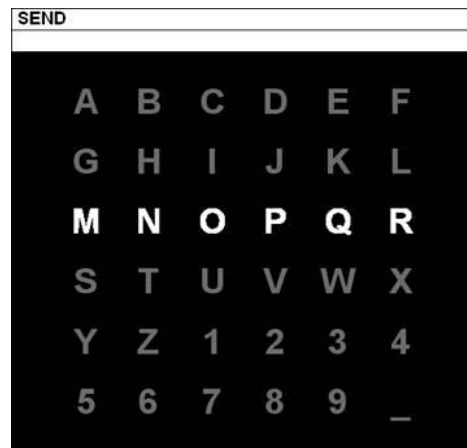 SEND
A B C D E F
G H I J K L
M N O P Q R
S T U V W X
Y Z 1 2 3 4
5 6 7 8 9 _